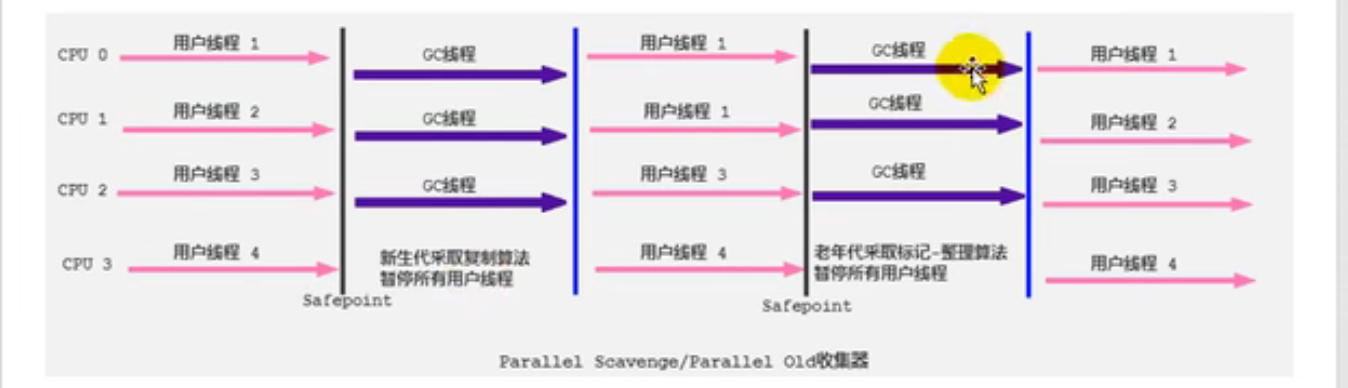 CPU 0
用户线程 1
GC线程
用户线程 1
GC线程
用户线程 1
CPU 1
用户线程 2
GC线程
用户线程 1
GC线程
用户线程 2
CPU 2
用户线程 3
GC线程
用户线程 3
GC线程
用户线程 3
CPU 3
用户线程 4
新生代采取复制算法
暂停所有用户线程
用户线程 4
老年代采取标记-整理算法
暂停所有用户线程
用户线程 4
Safepoint
Safepoint
Parallel Scavenge/Parallel Old收集器